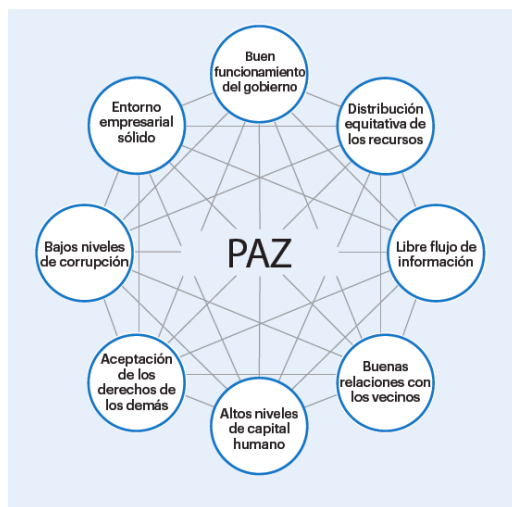 Buen
funcionamiento
del gobierno
Entorno
empresarial
sólido
Distribución
equitativa de
los recursos
Bajos niveles
de corrupción
PAZ
Libre flujo de
información
Aceptación
de los
derechos de
los demás
Buenas
relaciones con
los vecinos
Altos niveles
de capital
humano